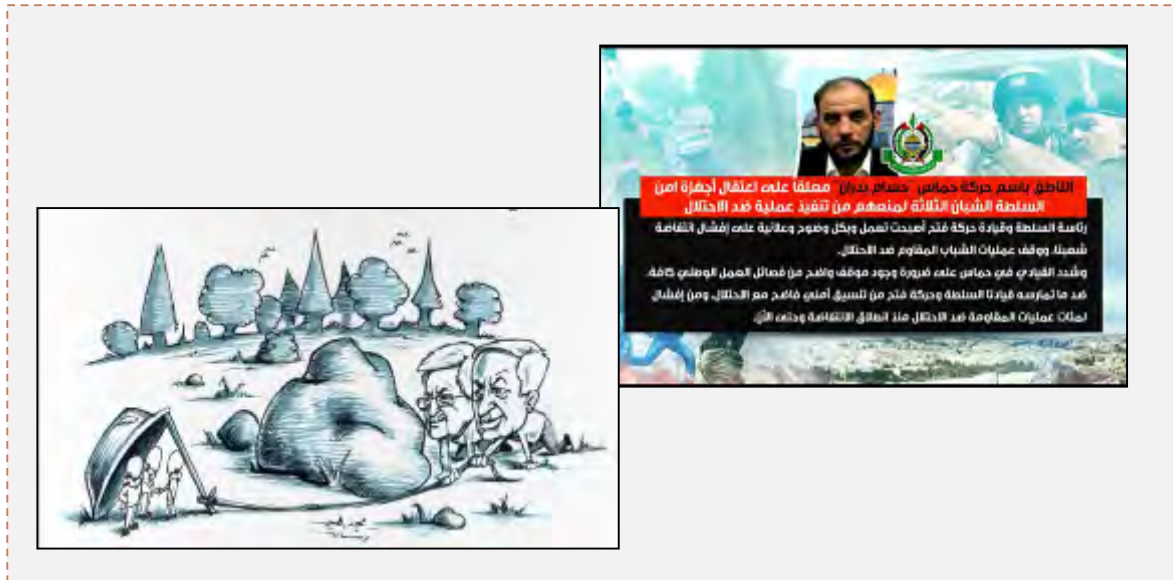 الناطق باسم حركة حماس "حسام بدران" معلقاً على اعتقال أجهزة امن
السلطة الشبان الثلاثة لمنعهم من تنفيذ عملية ضد الاحتلال
رئاسة السلطة وقيادة حركة فتح أصبحت تعمل وبكل وضوح وعلانية على إفشال انتفاضة
شعبنا، ووقف عمليات الشباب المقاوم ضد الاحتلال.
وشدد القيادي في حماس على ضرورة وجود موقف واضح من فصائل العمل الوطني كافة،
ضد ما تمارسه قيادتا السلطة وحركة فتح من تنسيق أمني فاضح مع الاحتلال، ومن إفشال
لمئات عمليات المقاومة ضد الاحتلال منذ انطلاق الانتفاضة وحتى الآن.